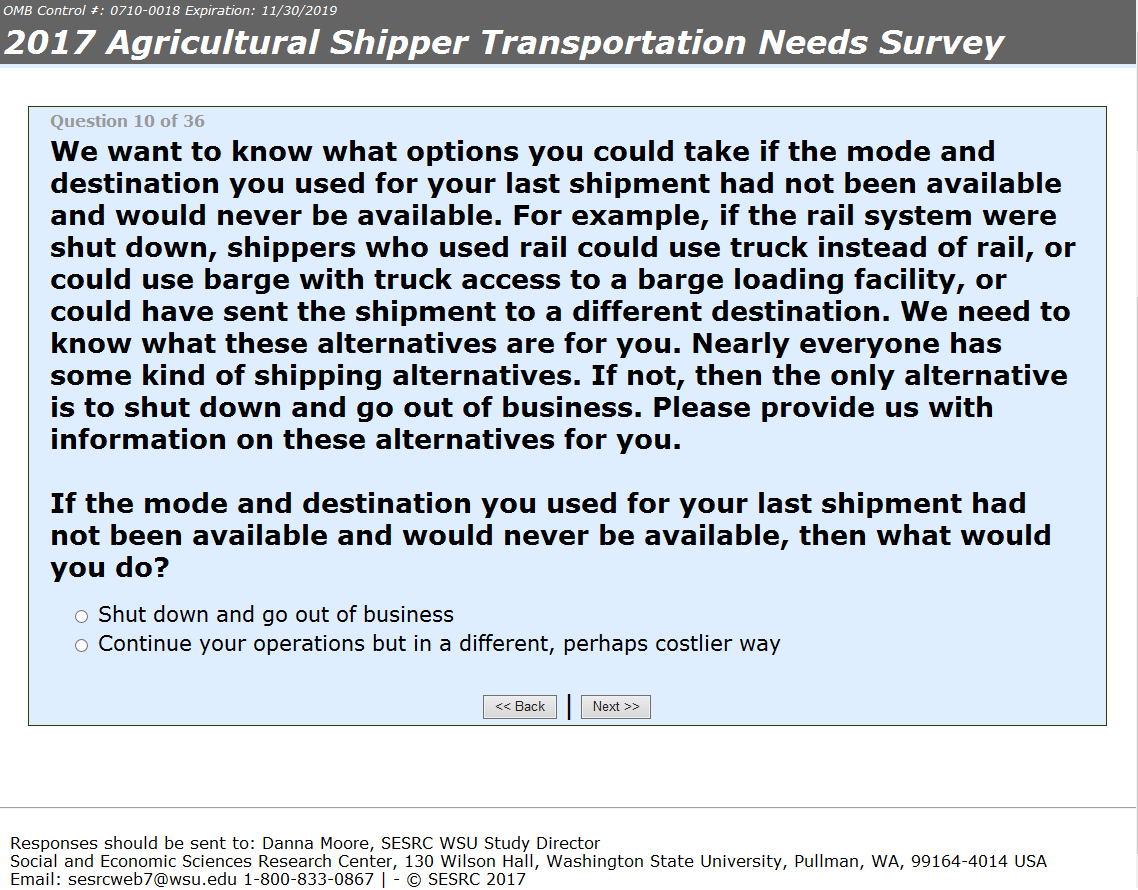 OMB Control #: 0710-0018 Expiration: 11/30/2019
2017 Agricultural Shipper Transportation Needs Survey
Question 10 of 36
We want to know what options you could take if the mode and
destination you used for your last shipment had not been available
and would never be available. For example, if the rail system were
shut down, shippers who used rail could use truck instead of rail, or
could use barge with truck access to a barge loading facility, or
could have sent the shipment to a different destination. We need to
know what these alternatives are for you. Nearly everyone has
some kind of shipping alternatives. If not, then the only alternative
is to shut down and go out of business. Please provide us with
information on these alternatives for you.
If the mode and destination you used for your last shipment had
not been available and would never be available, then what would
you do?
Shut down and go out of business
Continue your operations but in a different, perhaps costlier way
<< Back | Next >>
Responses should be sent to: Danna Moore, SESRC WSU Study Director
Social and Economic Sciences Research Center, 130 Wilson Hall, Washington State University, Pullman, WA, 99164-4014 USA
Email: sesrcweb7@wsu.edu 1-800-833-0867 | - © SESRC 2017